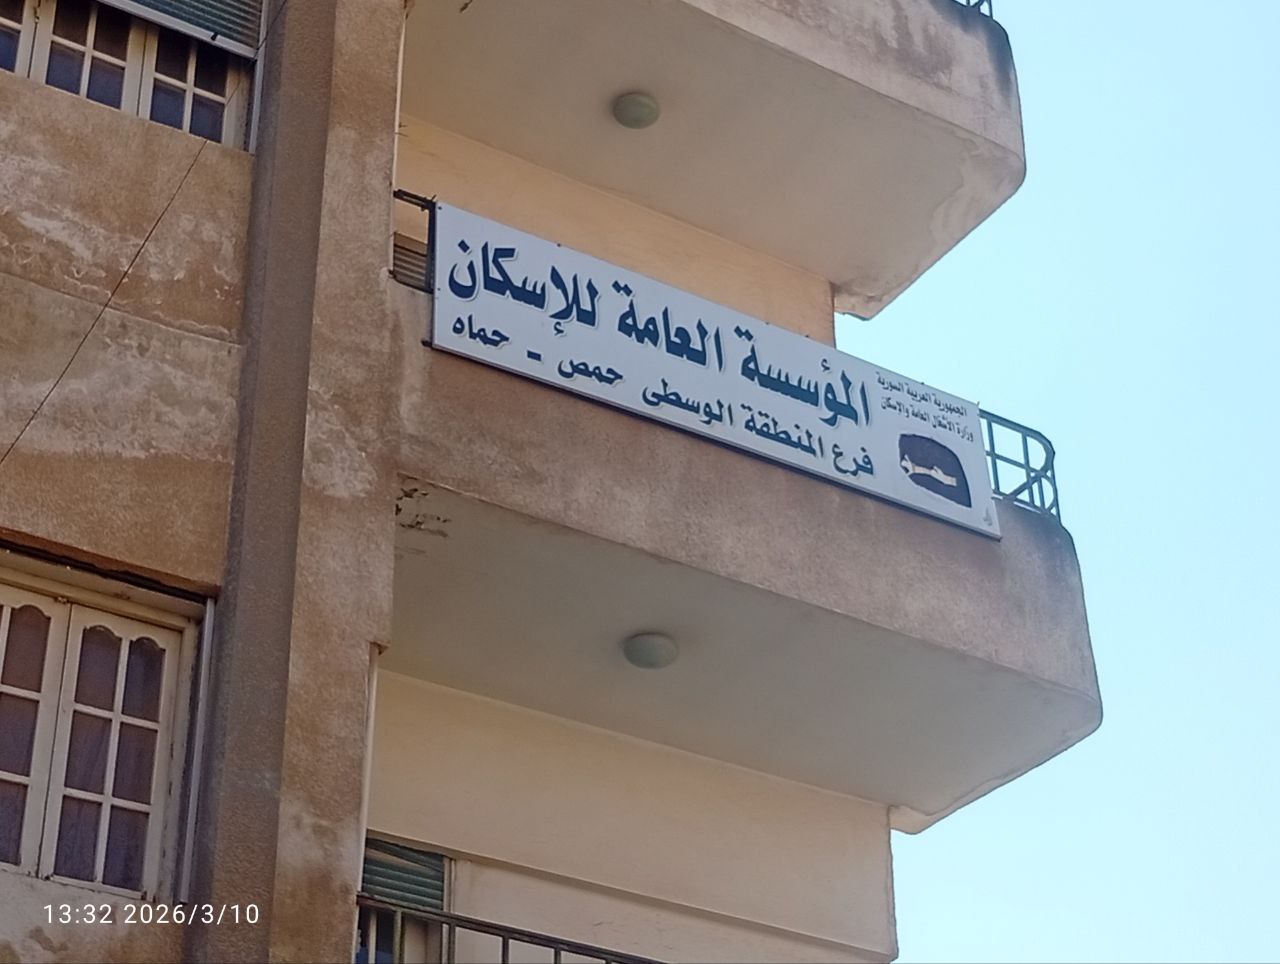 الجمهورية العربية السورية
وزارة الأشغال العامة والإسكان
المؤسسة العامة للإسكان
فرع المنطقة الوسطى حمص - حماه
13:32 2026/3/10